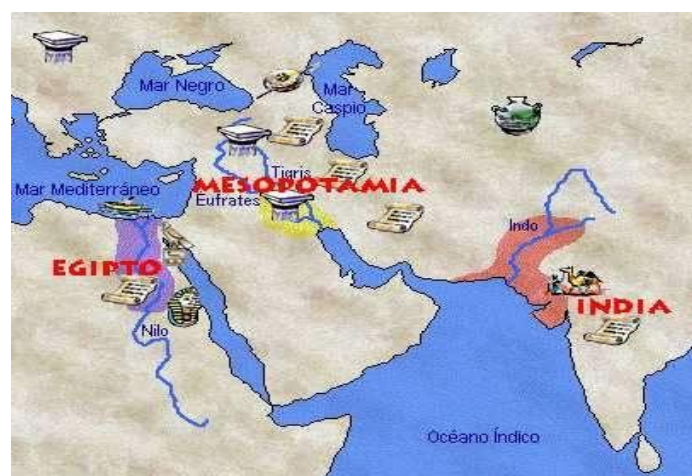 Mar Negro
Mar
Caspio
Tigris
Mar Mediterráneo
MESOPOTAMIA
Eufrates
Indo
EGIPTO
INDIA
Nilo
Océano Índico